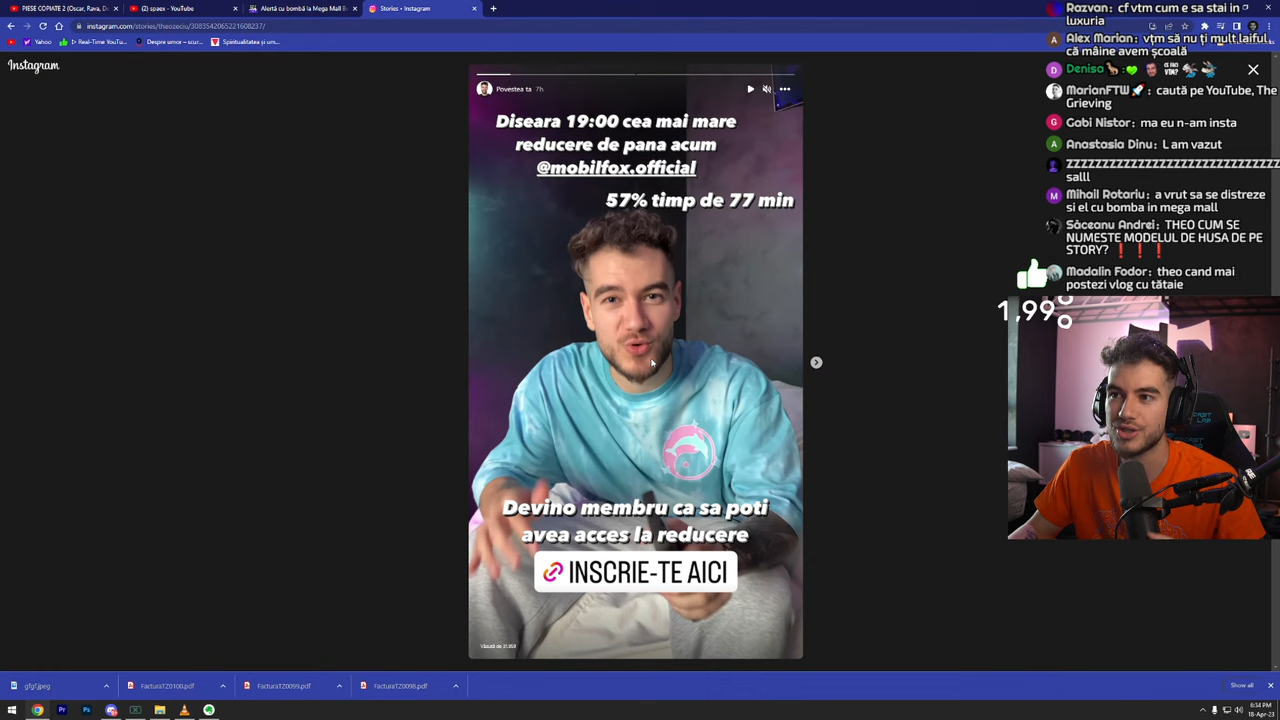 PIESE COPIATE 2 (Oscar, Rava, D
(2) spaex - YouTube
Alertă cu bombă la Mega Mall B
Stories • Instagram
instagram.com/stories/theozeciu/3083542065221608237/
Yahoo
Real-Time YouTu...
Despre umor – scur...
Spiritualitatea și um...
Instagram
Povestea ta 7h
Diseara 19:00 cea mai mare
reducere de pana acum
@mobilfox.official
57% timp de 77 min
Devino membru ca sa poti
avea acces la reducere
INSCRIE-TE AICI
Razvan: cf vtm cum e sa stai in
luxuria
Alex Marian: vtm să nu ți mult laiful
că mâine avem școală
Denisa
MarianFTW: caută pe YouTube, The
Grieving
Gabi Nistor: ma eu n-am insta
Anastasia Dinu: L am vazut
salll
Mihail Rotariu: a vrut sa se distreze
si el cu bomba in mega mall
Săceanu Andrei: THEO CUM SE
NUMESTE MODELUL DE HUSA DE PE
STORY? ❗ ❗ ❗
Madalin Fodor: theo cand mai
postezi vlog cu tătaie
1,99
gfgf.jpeg
FacturaTZ0100.pdf
FacturaTZ0099.pdf
FacturaTZ0098.pdf
Show all
6:34 PM
18-Apr-23